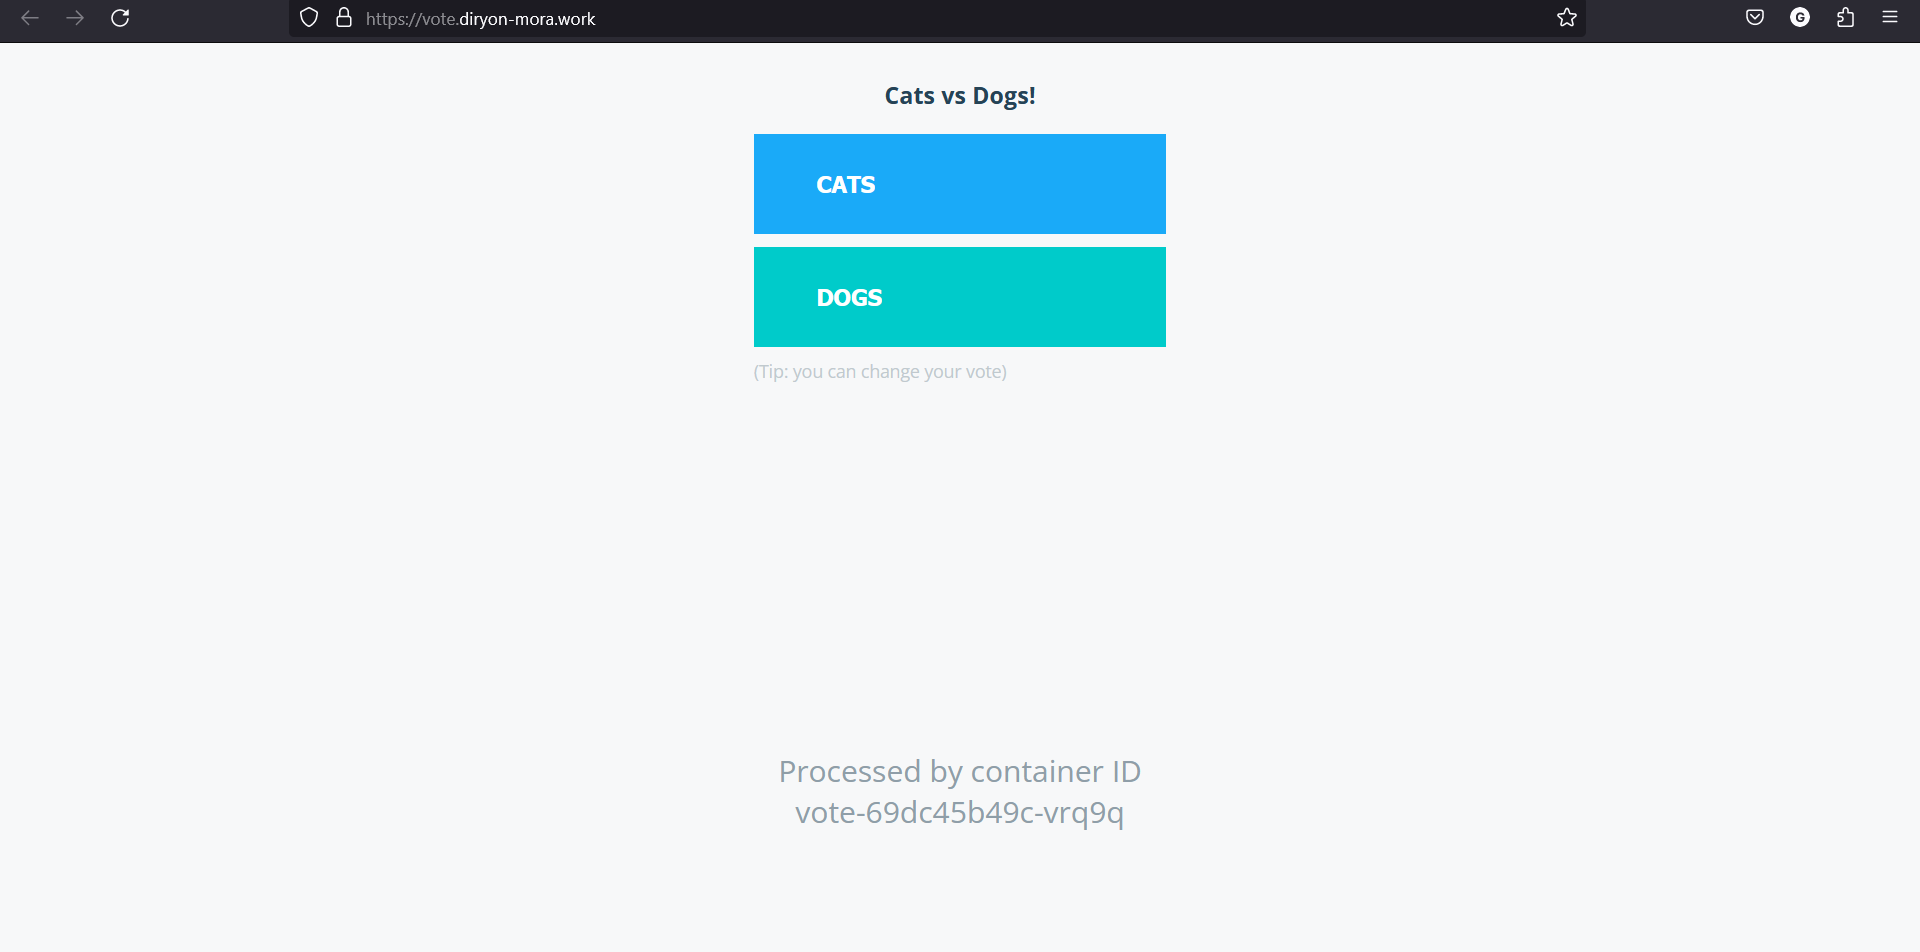 https://vote.diryon-mora.work
G
Cats vs Dogs!
CATS
DOGS
(Tip: you can change your vote)
Processed by container ID
vote-69dc45b49c-vrq9q